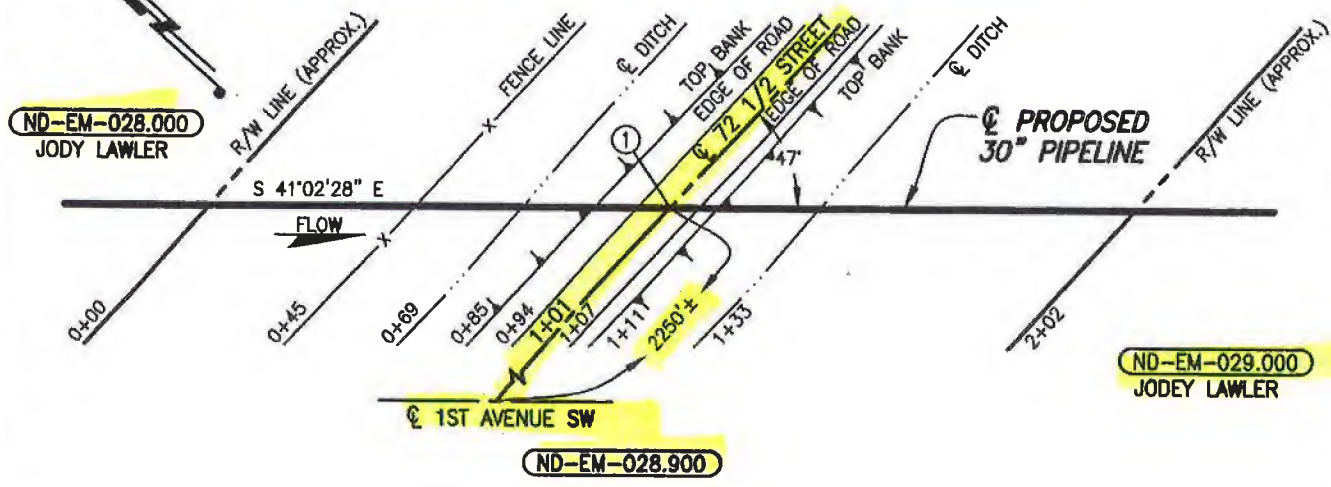 ND-EM-028.000
JODY LAWLER
R/W LINE (APPROX.)
FENCE LINE
X
X
℄ DITCH
TOP BANK
EDGE OF ROAD
℄ 72 1/2 STREET
EDGE OF ROAD
TOP BANK
℄ DITCH
℄ PROPOSED
30" PIPELINE
R/W LINE (APPROX.)
1
47'
S 41°02'28" E
FLOW
0+00
0+45
0+69
0+85
0+94
1+01
1+07
1+11
2250'±
1+33
2+02
ND-EM-029.000
JODEY LAWLER
℄ 1ST AVENUE SW
ND-EM-028.900